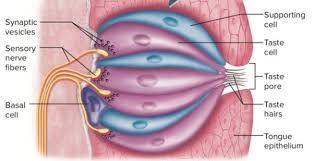 Synaptic
vesicles
Sensory
nerve
fibers
Basal
cell
Supporting
cell
Taste
cell
Taste
pore
Taste
hairs
Tongue
epithelium